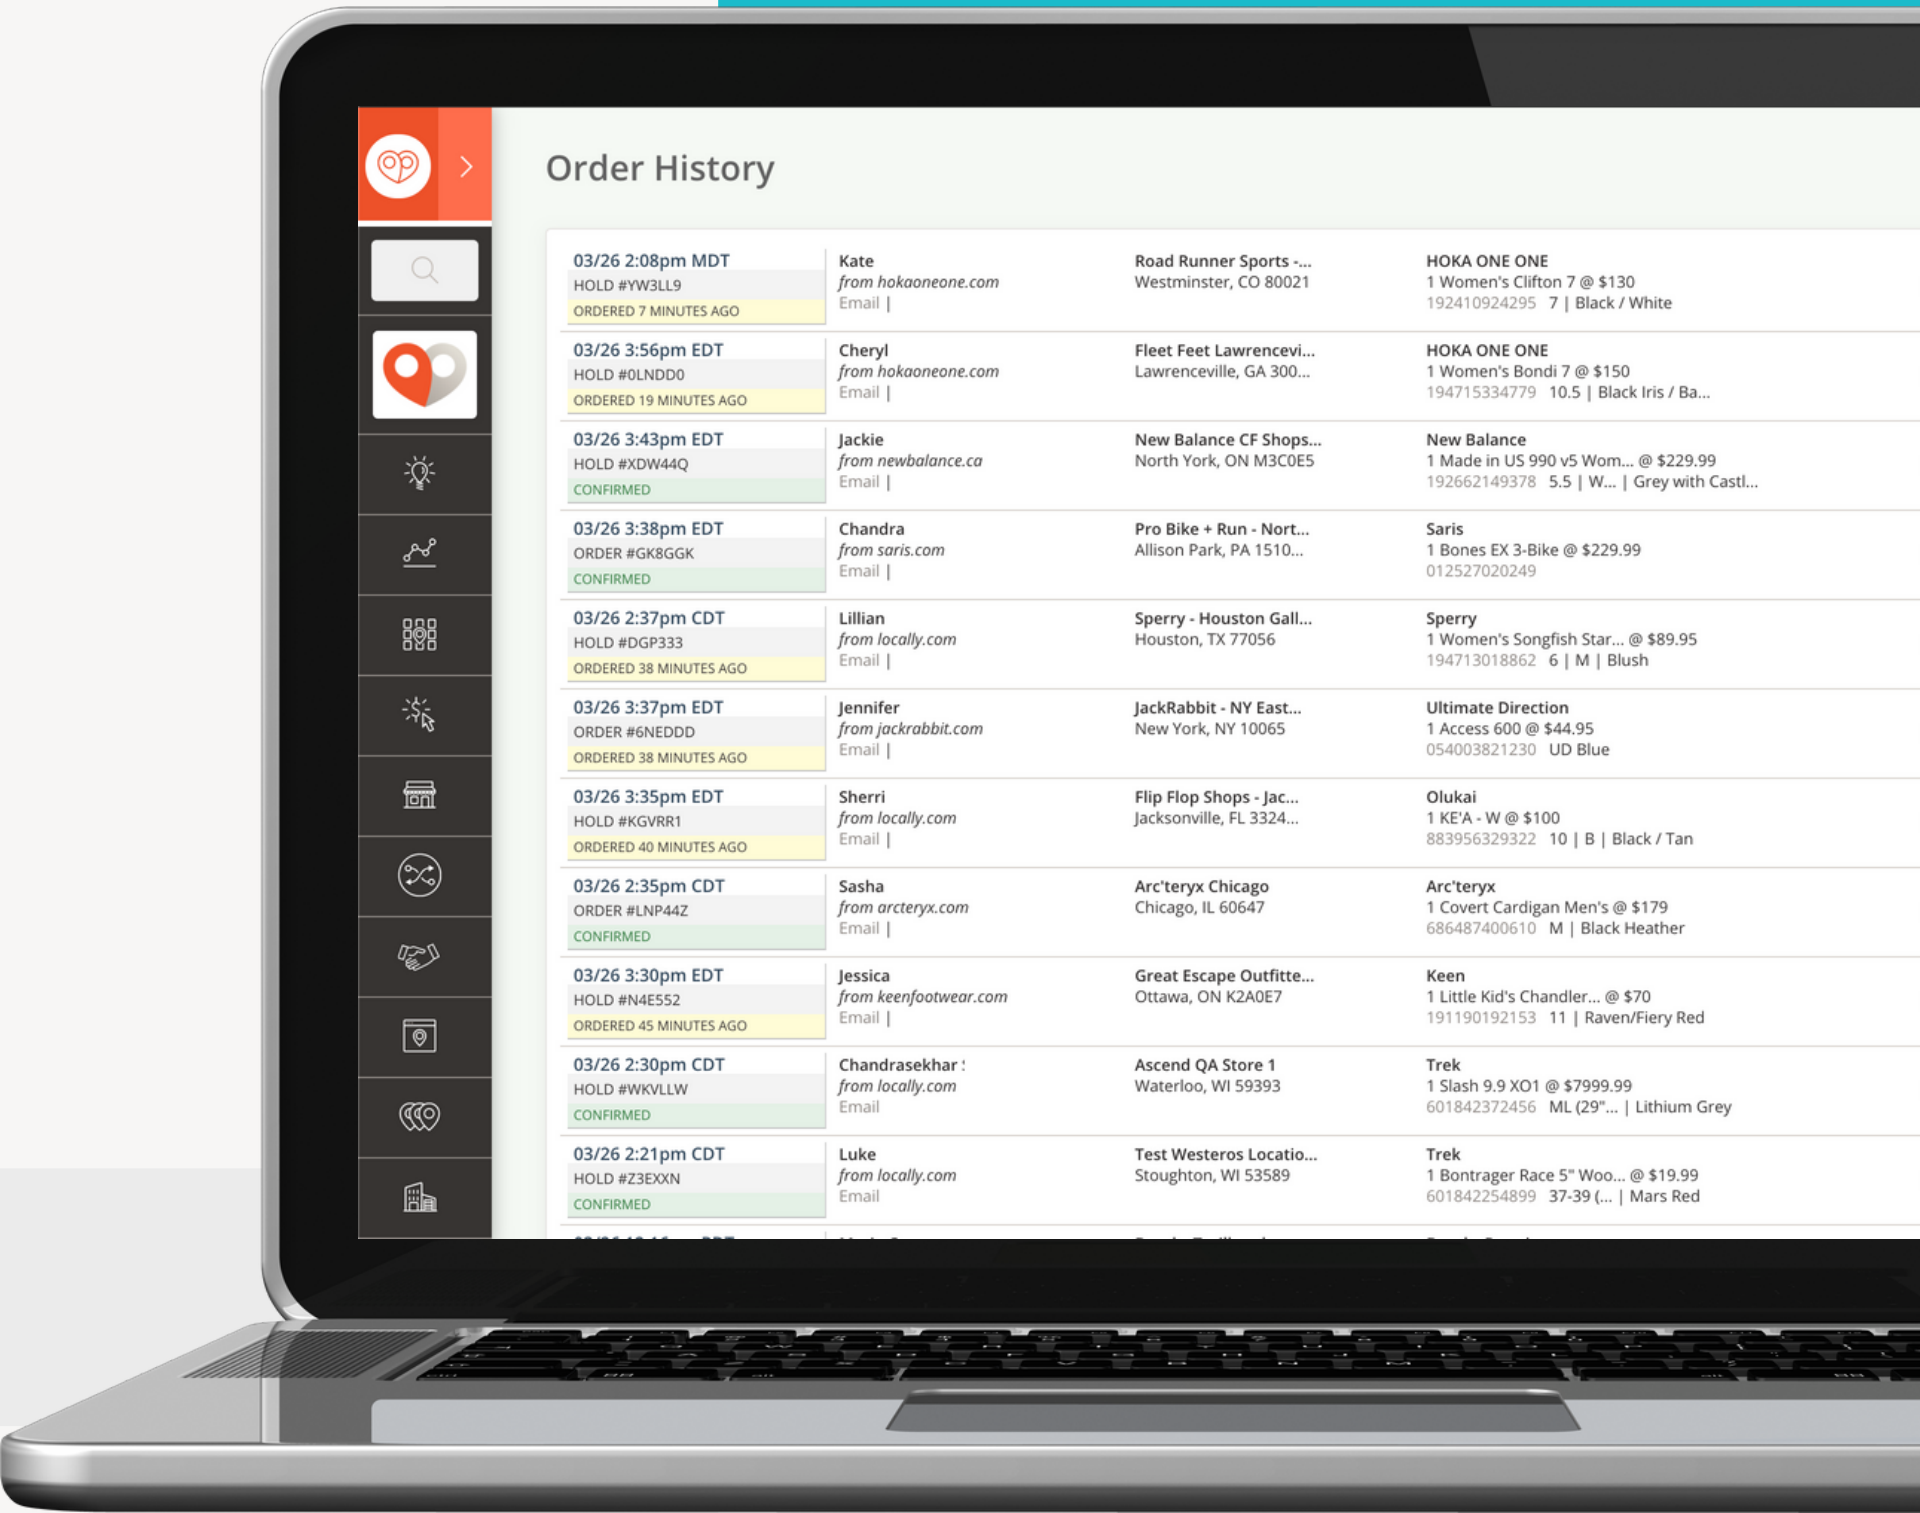 Order History
03/26 2:08pm MDT
HOLD #YW3LL9
ORDERED 7 MINUTES AGO
Kate
from hokaoneone.com
Email |
Road Runner Sports -...
Westminster, CO 80021
HOKA ONE ONE
1 Women's Clifton 7 @ $130
192410924295 7 | Black / White
03/26 3:56pm EDT
HOLD #0LNDD0
ORDERED 19 MINUTES AGO
Cheryl
from hokaoneone.com
Email |
Fleet Feet Lawrencevi...
Lawrenceville, GA 300...
HOKA ONE ONE
1 Women's Bondi 7 @ $150
194715334779 10.5 | Black Iris / Ba...
03/26 3:43pm EDT
HOLD #XDW44Q
CONFIRMED
Jackie
from newbalance.ca
Email |
New Balance CF Shops...
North York, ON M3C0E5
New Balance
1 Made in US 990 v5 Wom... @ $229.99
192662149378 5.5 | W... | Grey with Castl...
03/26 3:38pm EDT
ORDER #GK8GGK
CONFIRMED
Chandra
from saris.com
Email |
Pro Bike + Run - Nort...
Allison Park, PA 1510...
Saris
1 Bones EX 3-Bike @ $229.99
012527020249
03/26 2:37pm CDT
HOLD #DGP333
ORDERED 38 MINUTES AGO
Lillian
from locally.com
Email |
Sperry - Houston Gall...
Houston, TX 77056
Sperry
1 Women's Songfish Star... @ $89.95
194713018862 6 | M | Blush
03/26 3:37pm EDT
ORDER #6NEDDD
ORDERED 38 MINUTES AGO
Jennifer
from jackrabbit.com
Email |
JackRabbit - NY East...
New York, NY 10065
Ultimate Direction
1 Access 600 @ $44.95
054003821230 UD Blue
03/26 3:35pm EDT
HOLD #KGVRR1
ORDERED 40 MINUTES AGO
Sherri
from locally.com
Email |
Flip Flop Shops - Jac...
Jacksonville, FL 3324...
Olukai
1 KE'A - W @ $100
883956329322 10 | B | Black / Tan
03/26 2:35pm CDT
ORDER #LNP44Z
CONFIRMED
Sasha
from arcteryx.com
Email |
Arc'teryx Chicago
Chicago, IL 60647
Arc'teryx
1 Covert Cardigan Men's @ $179
686487400610 M | Black Heather
03/26 3:30pm EDT
HOLD #N4E552
ORDERED 45 MINUTES AGO
Jessica
from keenfootwear.com
Email |
Great Escape Outfitte...
Ottawa, ON K2A0E7
Keen
1 Little Kid's Chandler... @ $70
191190192153 11 | Raven/Fiery Red
03/26 2:30pm CDT
HOLD #WKVLLW
CONFIRMED
Chandrasekhar
from locally.com
Email
Ascend QA Store 1
Waterloo, WI 59393
Trek
1 Slash 9.9 XO1 @ $7999.99
601842372456 ML (29"... | Lithium Grey
03/26 2:21pm CDT
HOLD #Z3EXXN
CONFIRMED
Luke
from locally.com
Email
Test Westeros Locatio...
Stoughton, WI 53589
Trek
1 Bontrager Race 5" Woo... @ $19.99
601842254899 37-39 (... | Mars Red